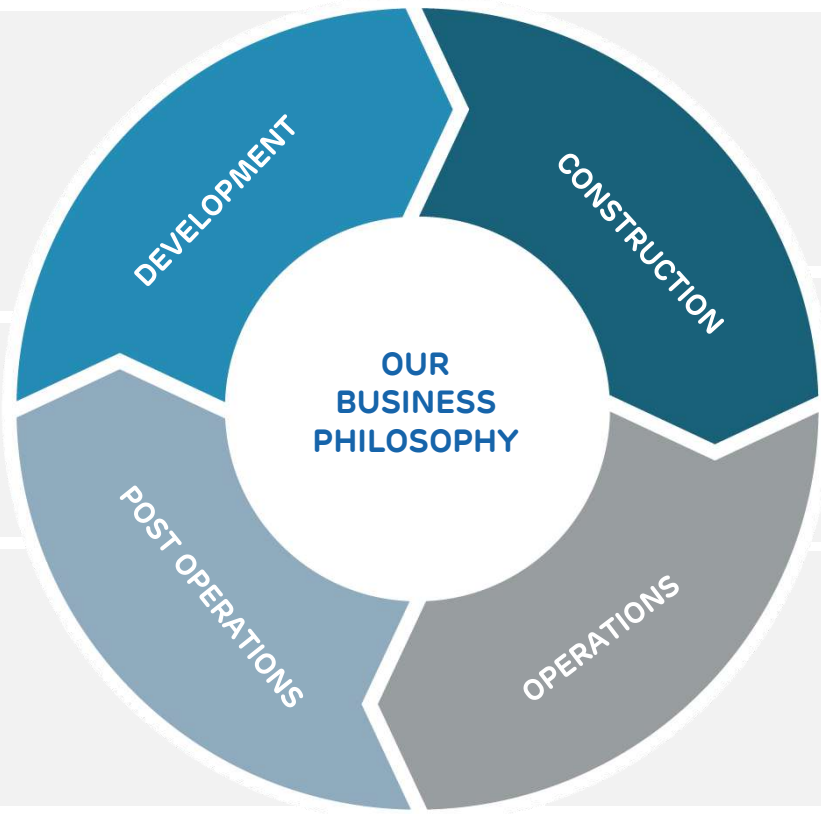 DEVELOPMENT
CONSTRUCTION
OUR
BUSINESS
PHILOSOPHY
POST OPERATIONS
OPERATIONS